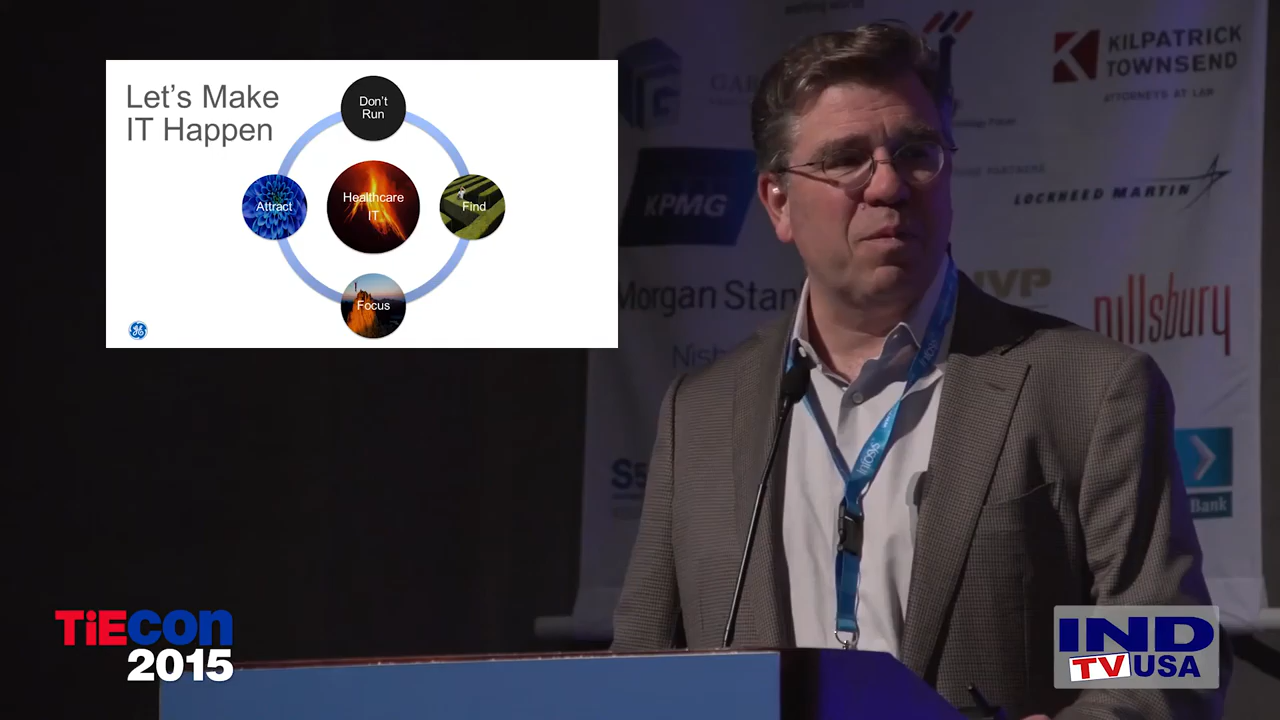 Let's Make
IT Happen
Don't
Run
Attract
Healthcare
IT
Find
Focus
KILPATRICK
TOWNSEND
ATTORNEYS AT LAW
KPMG
LOCKHEED MARTIN
Morgan Stan
pillsbury
Infosys
Bank
TiECON
2015
IND
TV USA